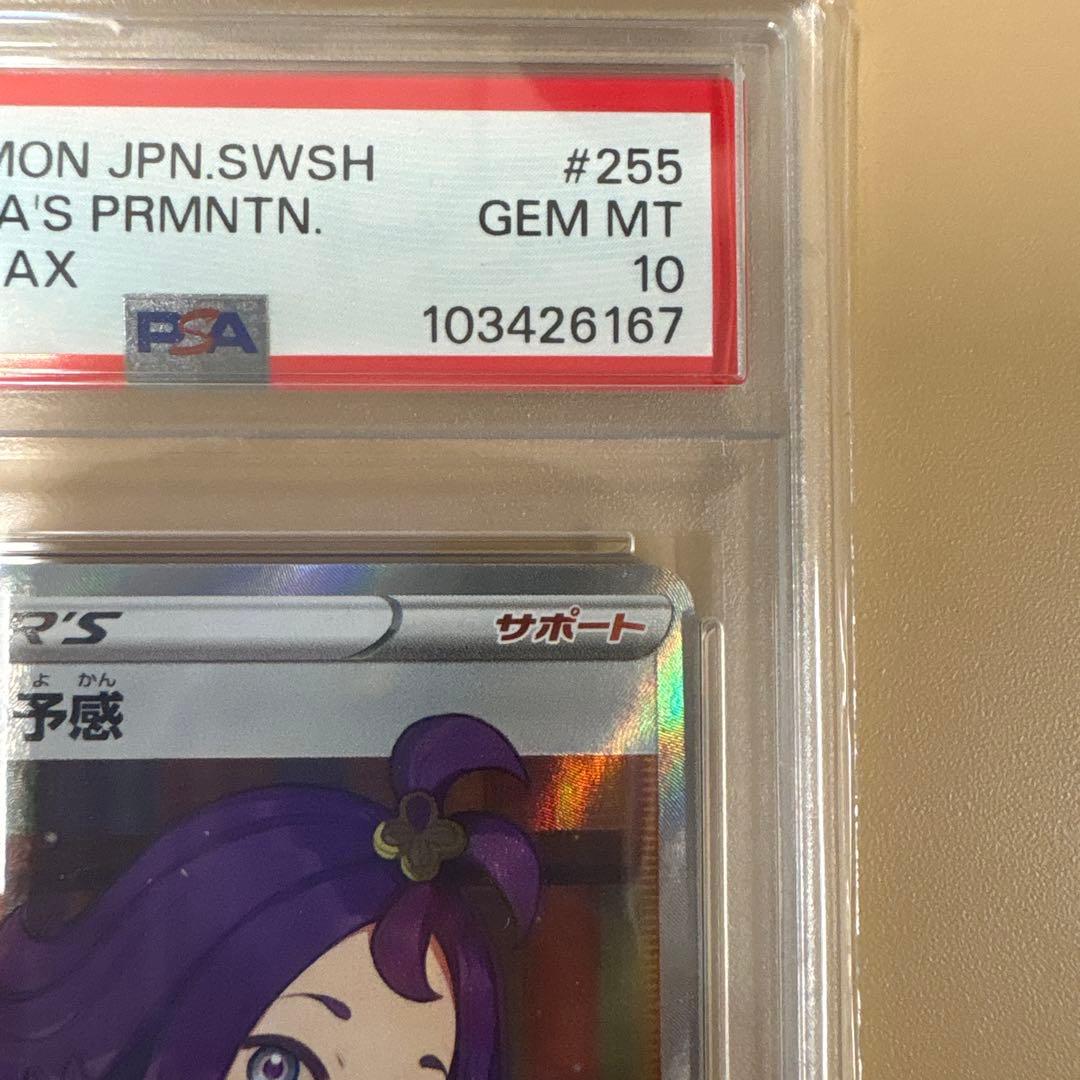 MON JPN.SWSH #255
A'S PRMNTN. GEM MT
AX 10
PSA 103426167
R'S サポート
よ かん
予感